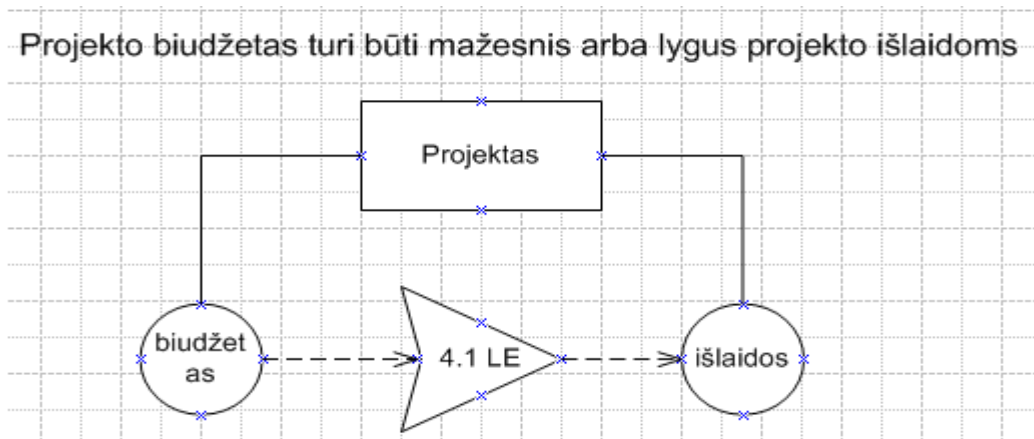 Projekto biudžetas turi būti mažesnis arba lygus projekto išlaidoms
Projektas
biudžet
as
4.1 LE
išlaidos